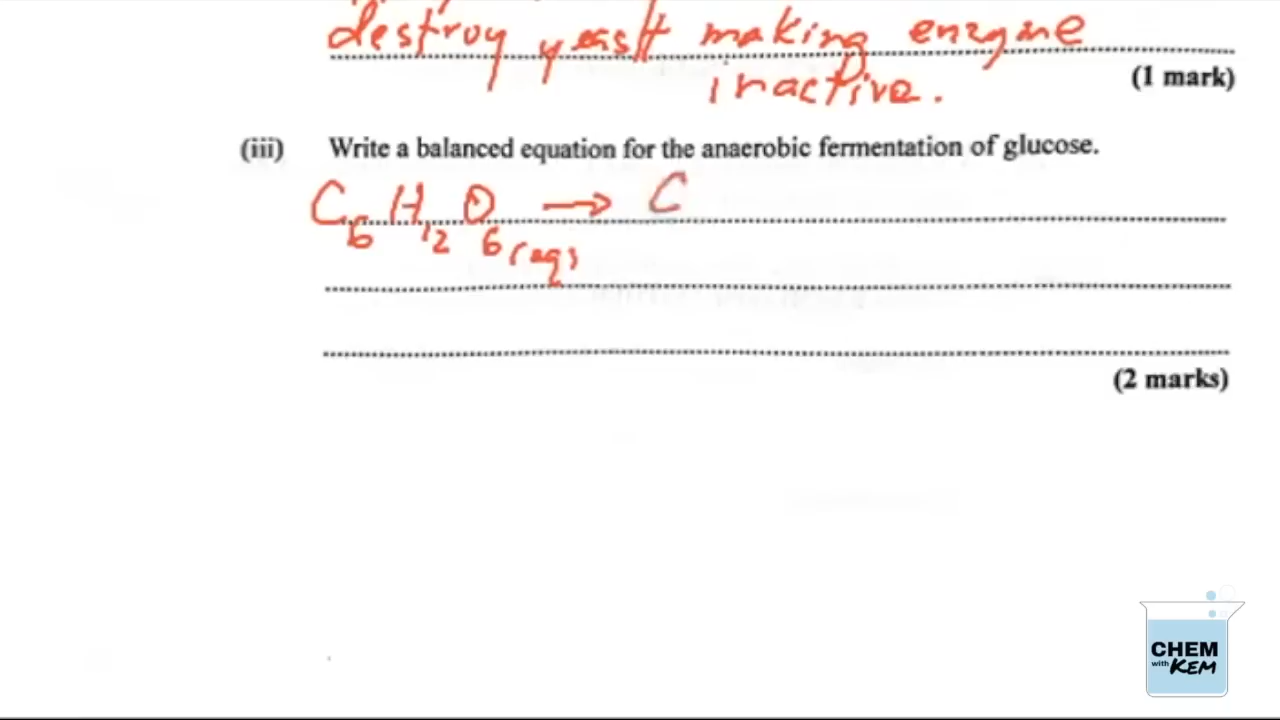 destroy yeast making enzyme
inactive.
(1 mark)
(iii) Write a balanced equation for the anaerobic fermentation of glucose.
C₆H₁₂O₆(aq) → C
(2 marks)
CHEM
with KEM